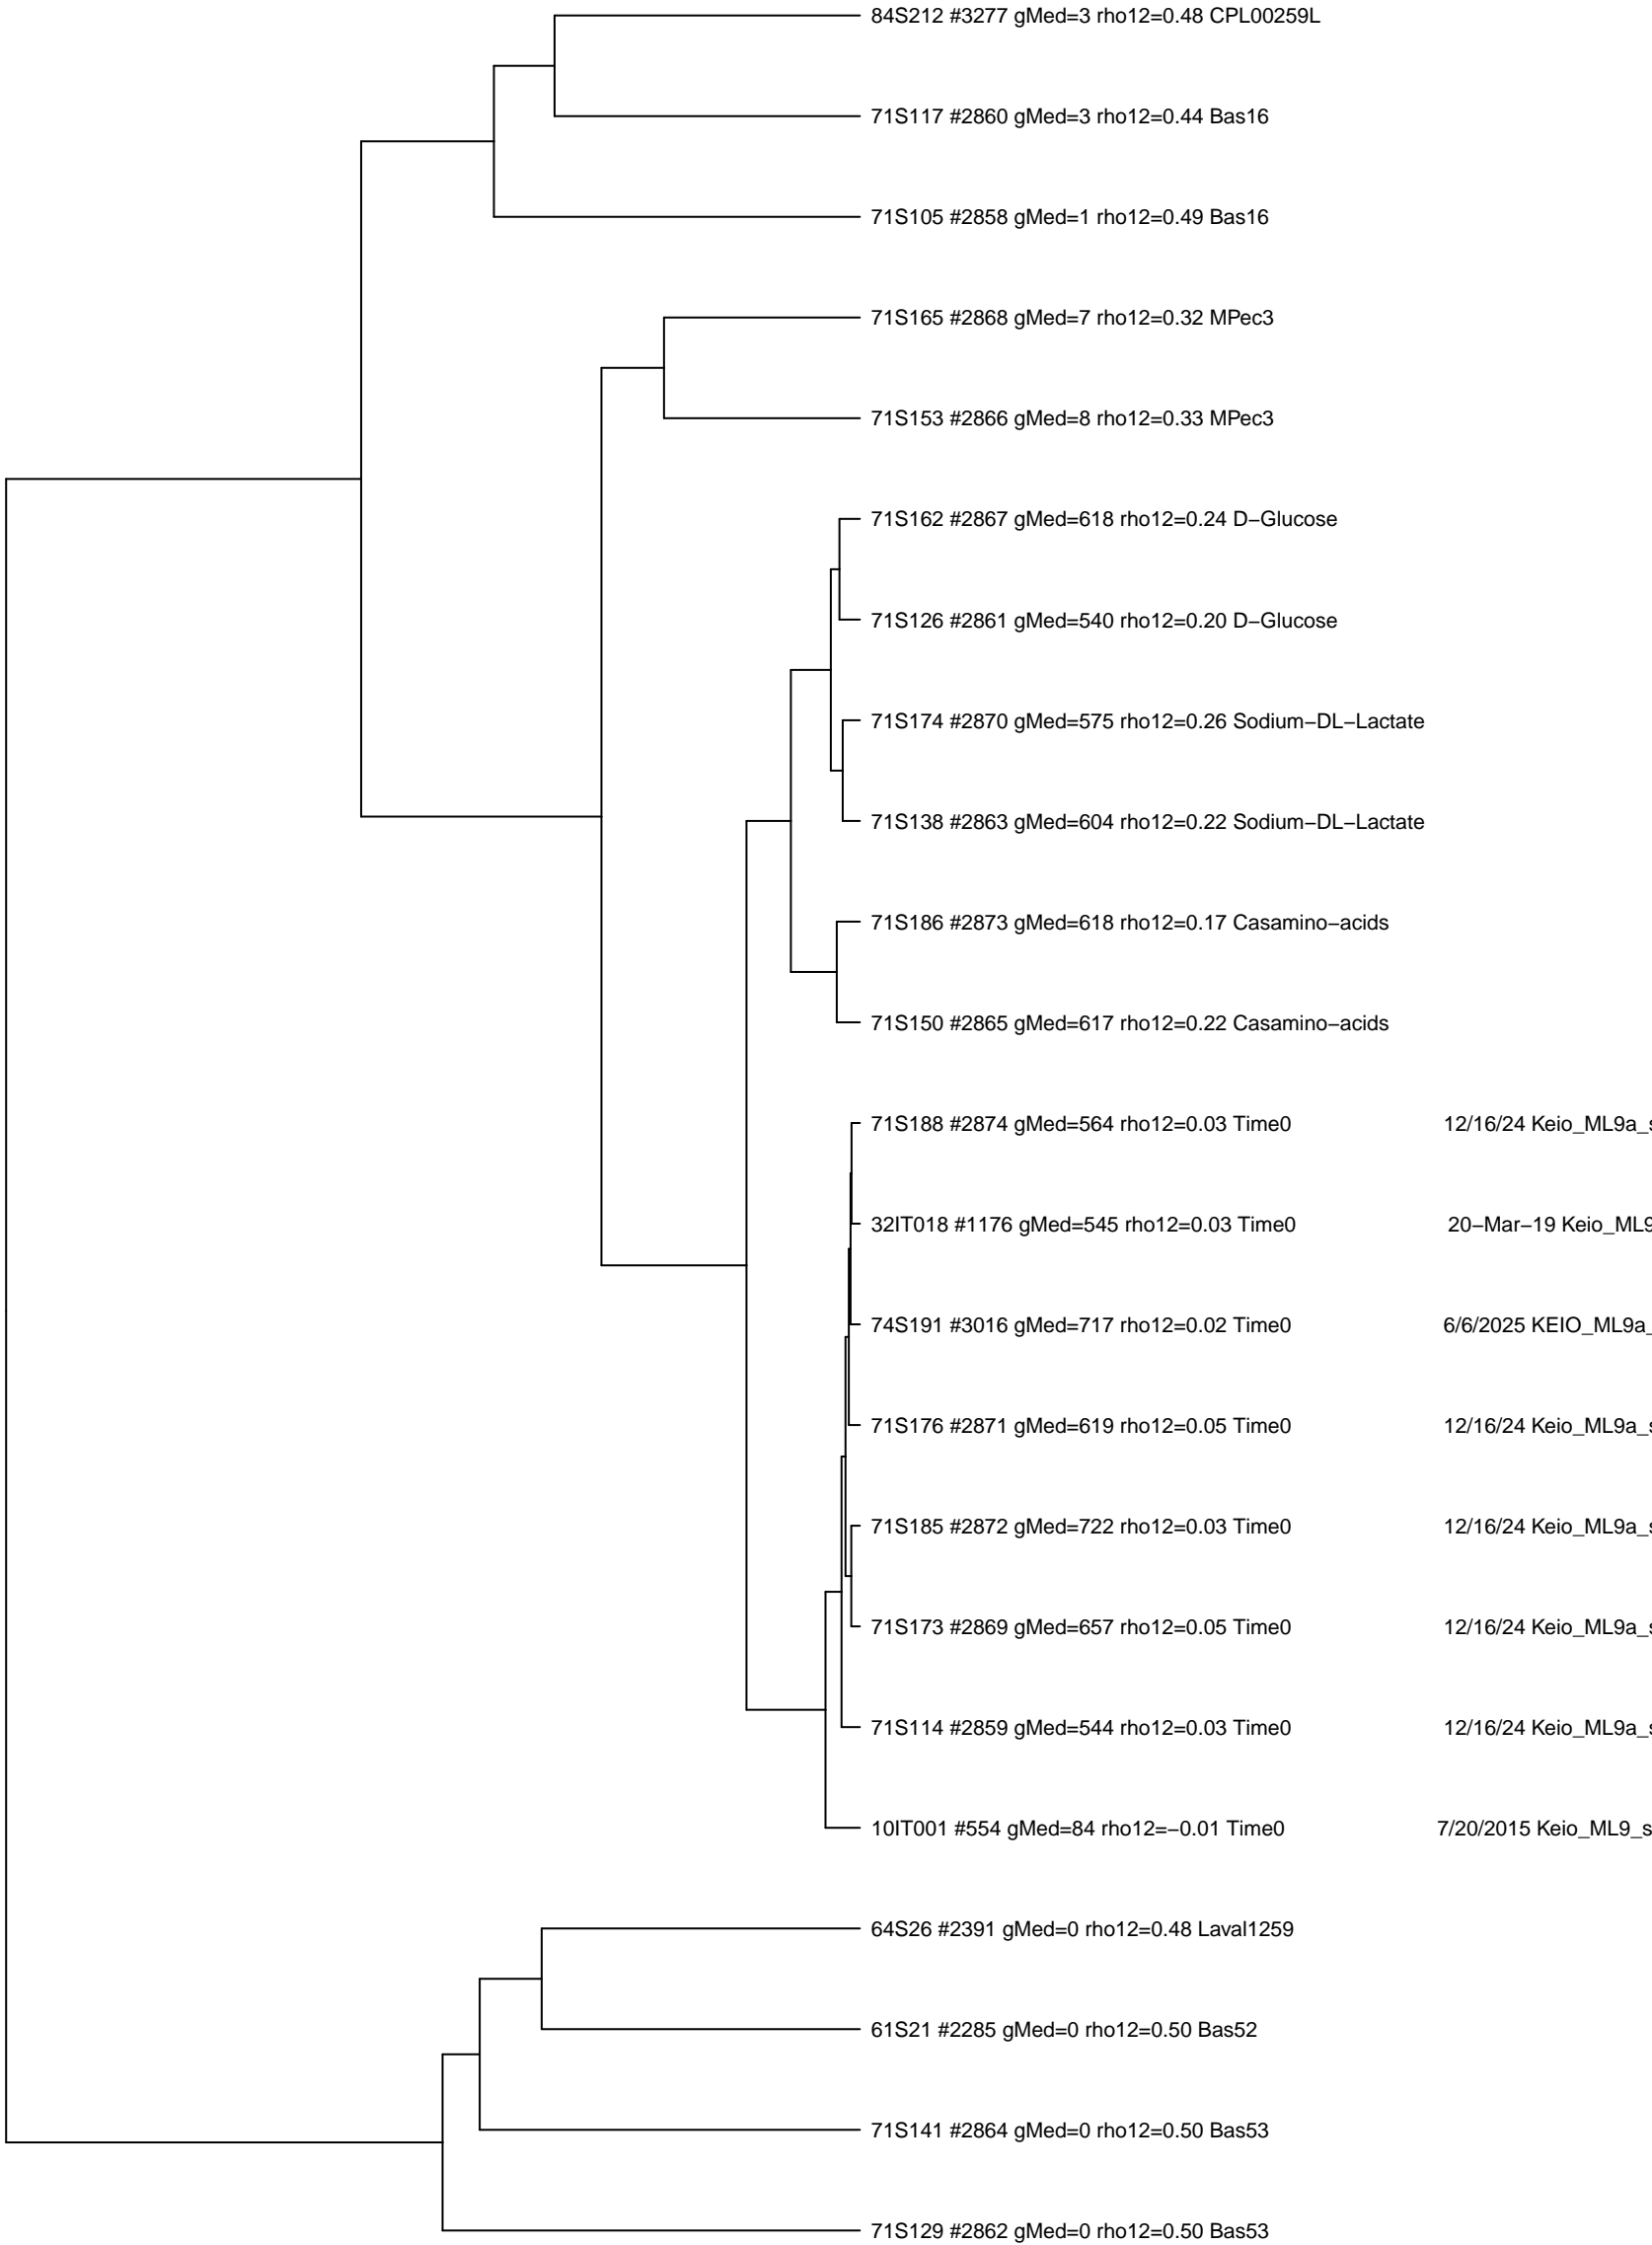 84S212 #3277 gMed=3 rho12=0.48 CPL00259L
71S117 #2860 gMed=3 rho12=0.44 Bas16
71S105 #2858 gMed=1 rho12=0.49 Bas16
71S165 #2868 gMed=7 rho12=0.32 MPec3
71S153 #2866 gMed=8 rho12=0.33 MPec3
71S162 #2867 gMed=618 rho12=0.24 D−Glucose
71S126 #2861 gMed=540 rho12=0.20 D−Glucose
71S174 #2870 gMed=575 rho12=0.26 Sodium−DL−Lactate
71S138 #2863 gMed=604 rho12=0.22 Sodium−DL−Lactate
71S186 #2873 gMed=618 rho12=0.17 Casamino−acids
71S150 #2865 gMed=617 rho12=0.22 Casamino−acids
71S188 #2874 gMed=564 rho12=0.03 Time0 12/16/24 Keio_ML9a_s
32IT018 #1176 gMed=545 rho12=0.03 Time0 20−Mar−19 Keio_ML9
74S191 #3016 gMed=717 rho12=0.02 Time0 6/6/2025 KEIO_ML9a_
71S176 #2871 gMed=619 rho12=0.05 Time0 12/16/24 Keio_ML9a_s
71S185 #2872 gMed=722 rho12=0.03 Time0 12/16/24 Keio_ML9a_s
71S173 #2869 gMed=657 rho12=0.05 Time0 12/16/24 Keio_ML9a_s
71S114 #2859 gMed=544 rho12=0.03 Time0 12/16/24 Keio_ML9a_s
10IT001 #554 gMed=84 rho12=−0.01 Time0 7/20/2015 Keio_ML9_s
64S26 #2391 gMed=0 rho12=0.48 Laval1259
61S21 #2285 gMed=0 rho12=0.50 Bas52
71S141 #2864 gMed=0 rho12=0.50 Bas53
71S129 #2862 gMed=0 rho12=0.50 Bas53